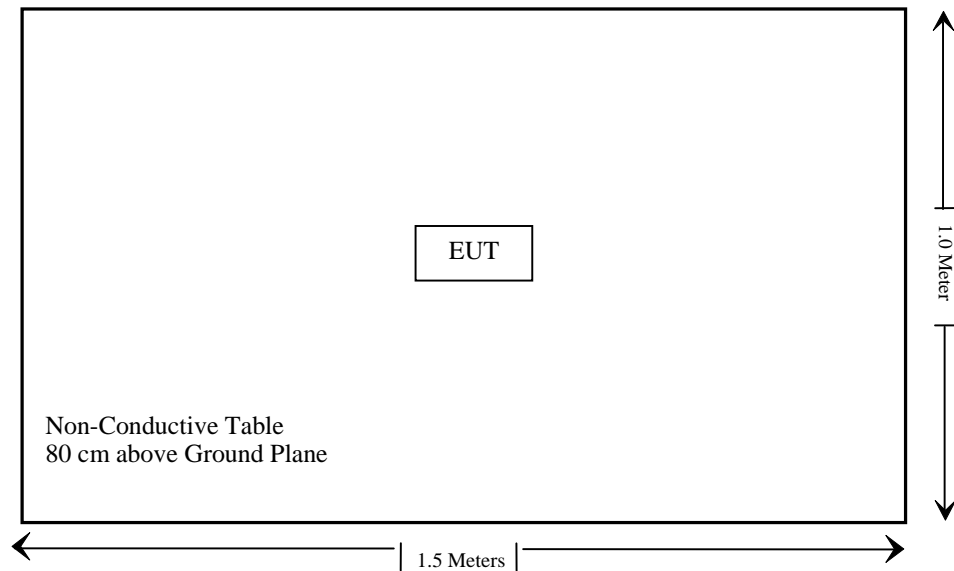 EUT
1.0 Meter
Non-Conductive Table
80 cm above Ground Plane
1.5 Meters